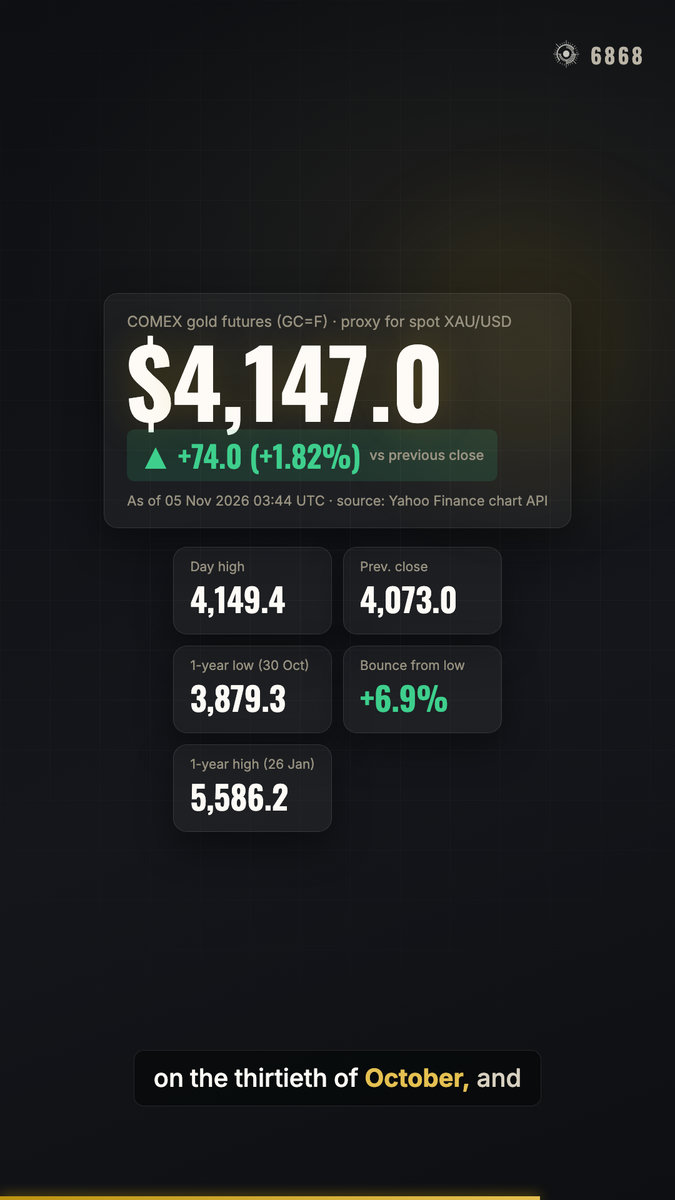 6868
COMEX gold futures (GC=F) · proxy for spot XAU/USD
$4,147.0
▲ +74.0 (+1.82%) vs previous close
As of 05 Nov 2026 03:44 UTC · source: Yahoo Finance chart API
Day high
4,149.4
Prev. close
4,073.0
1-year low (30 Oct)
3,879.3
Bounce from low
+6.9%
1-year high (26 Jan)
5,586.2
on the thirtieth of October, and